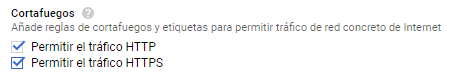 Cortafuegos ?
Añade reglas de cortafuegos y etiquetas para permitir tráfico de red concreto de Internet
Permitir el tráfico HTTP
Permitir el tráfico HTTPS